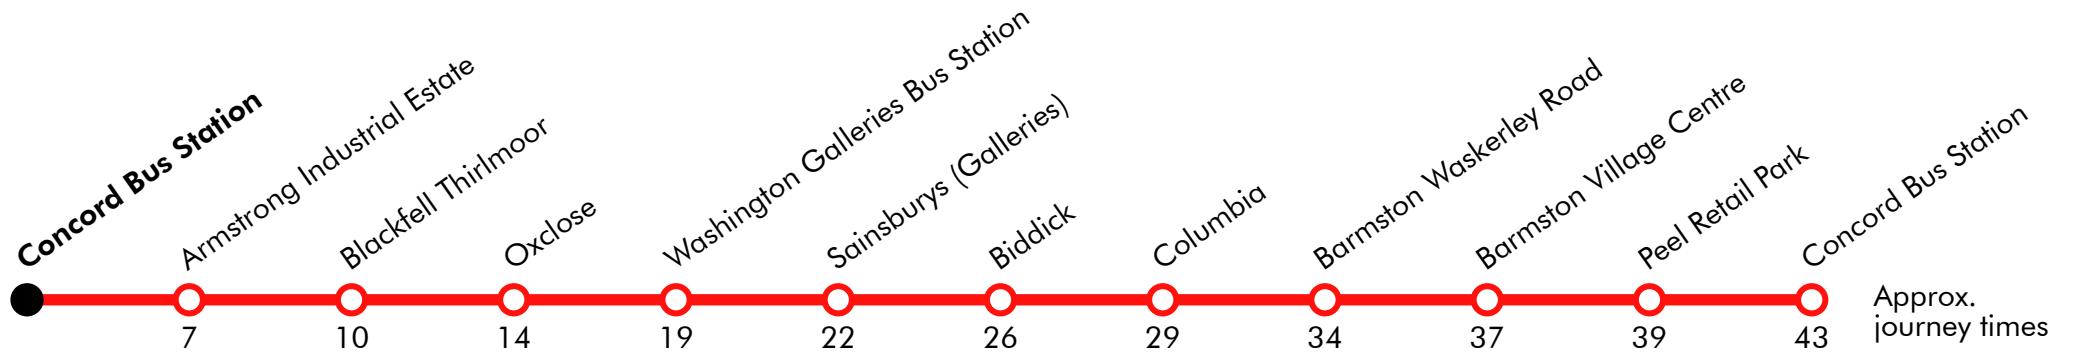 Concord Bus Station
Armstrong Industrial Estate
Blackfell Thirlmoor
Oxclose
Washington Galleries Bus Station
Sainsburys (Galleries)
Biddick
Columbia
Barmston Waskerley Road
Barmston Village Centre
Peel Retail Park
Concord Bus Station
7 10 14 19 22 26 29 34 37 39 43
Approx.
journey times